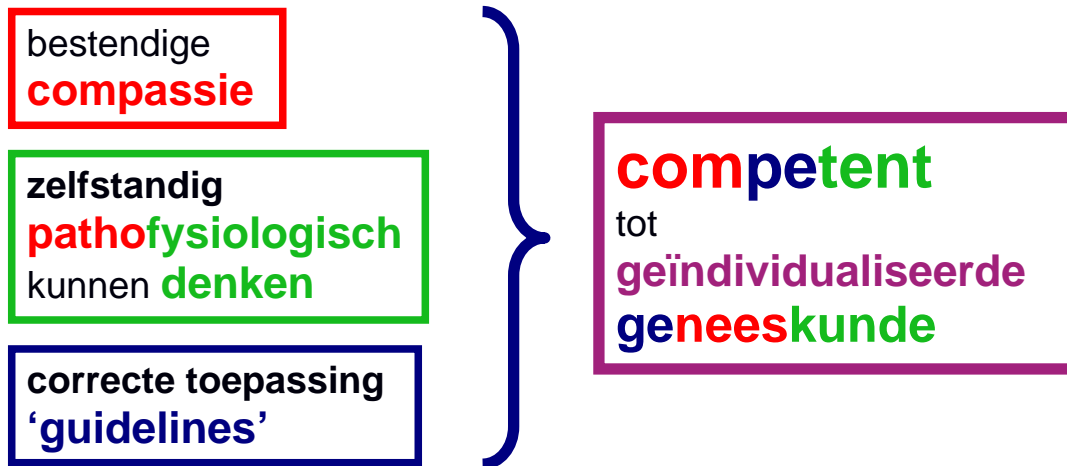 bestendige
compassie
zelfstandig
pathofysiologisch
kunnen denken
correcte toepassing
‘guidelines’
competent
tot
geïndividualiseerde
geneeskunde